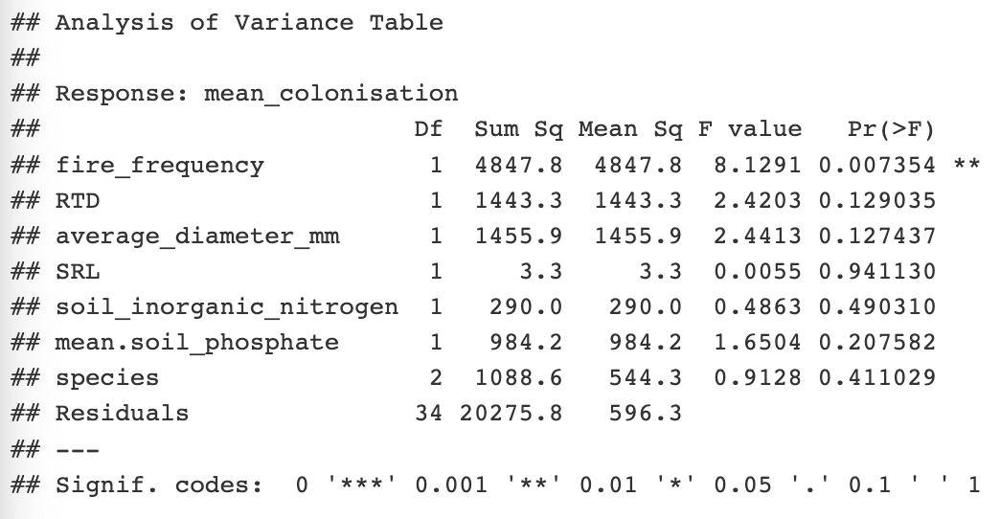 ## Analysis of Variance Table
##
## Response: mean_colonisation
##                         Df  Sum Sq Mean Sq F value   Pr(>F)
## fire_frequency           1  4847.8  4847.8  8.1291 0.007354 **
## RTD                      1  1443.3  1443.3  2.4203 0.129035
## average_diameter_mm      1  1455.9  1455.9  2.4413 0.127437
## SRL                      1     3.3     3.3  0.0055 0.941130
## soil_inorganic_nitrogen  1   290.0   290.0  0.4863 0.490310
## mean.soil_phosphate      1   984.2   984.2  1.6504 0.207582
## species                  2  1088.6   544.3  0.9128 0.411029
## Residuals               34 20275.8   596.3
## ---
## Signif. codes:  0 '***' 0.001 '**' 0.01 '*' 0.05 '.' 0.1 ' ' 1